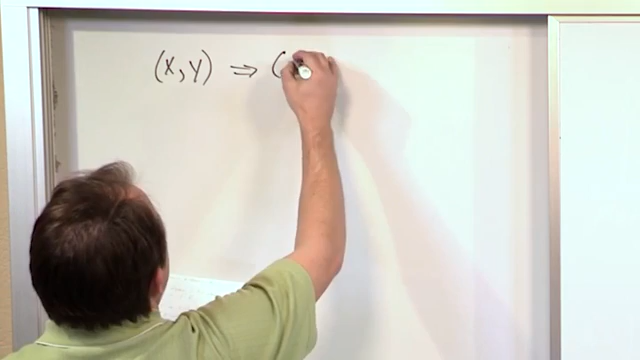 (x,y) ⇒ (